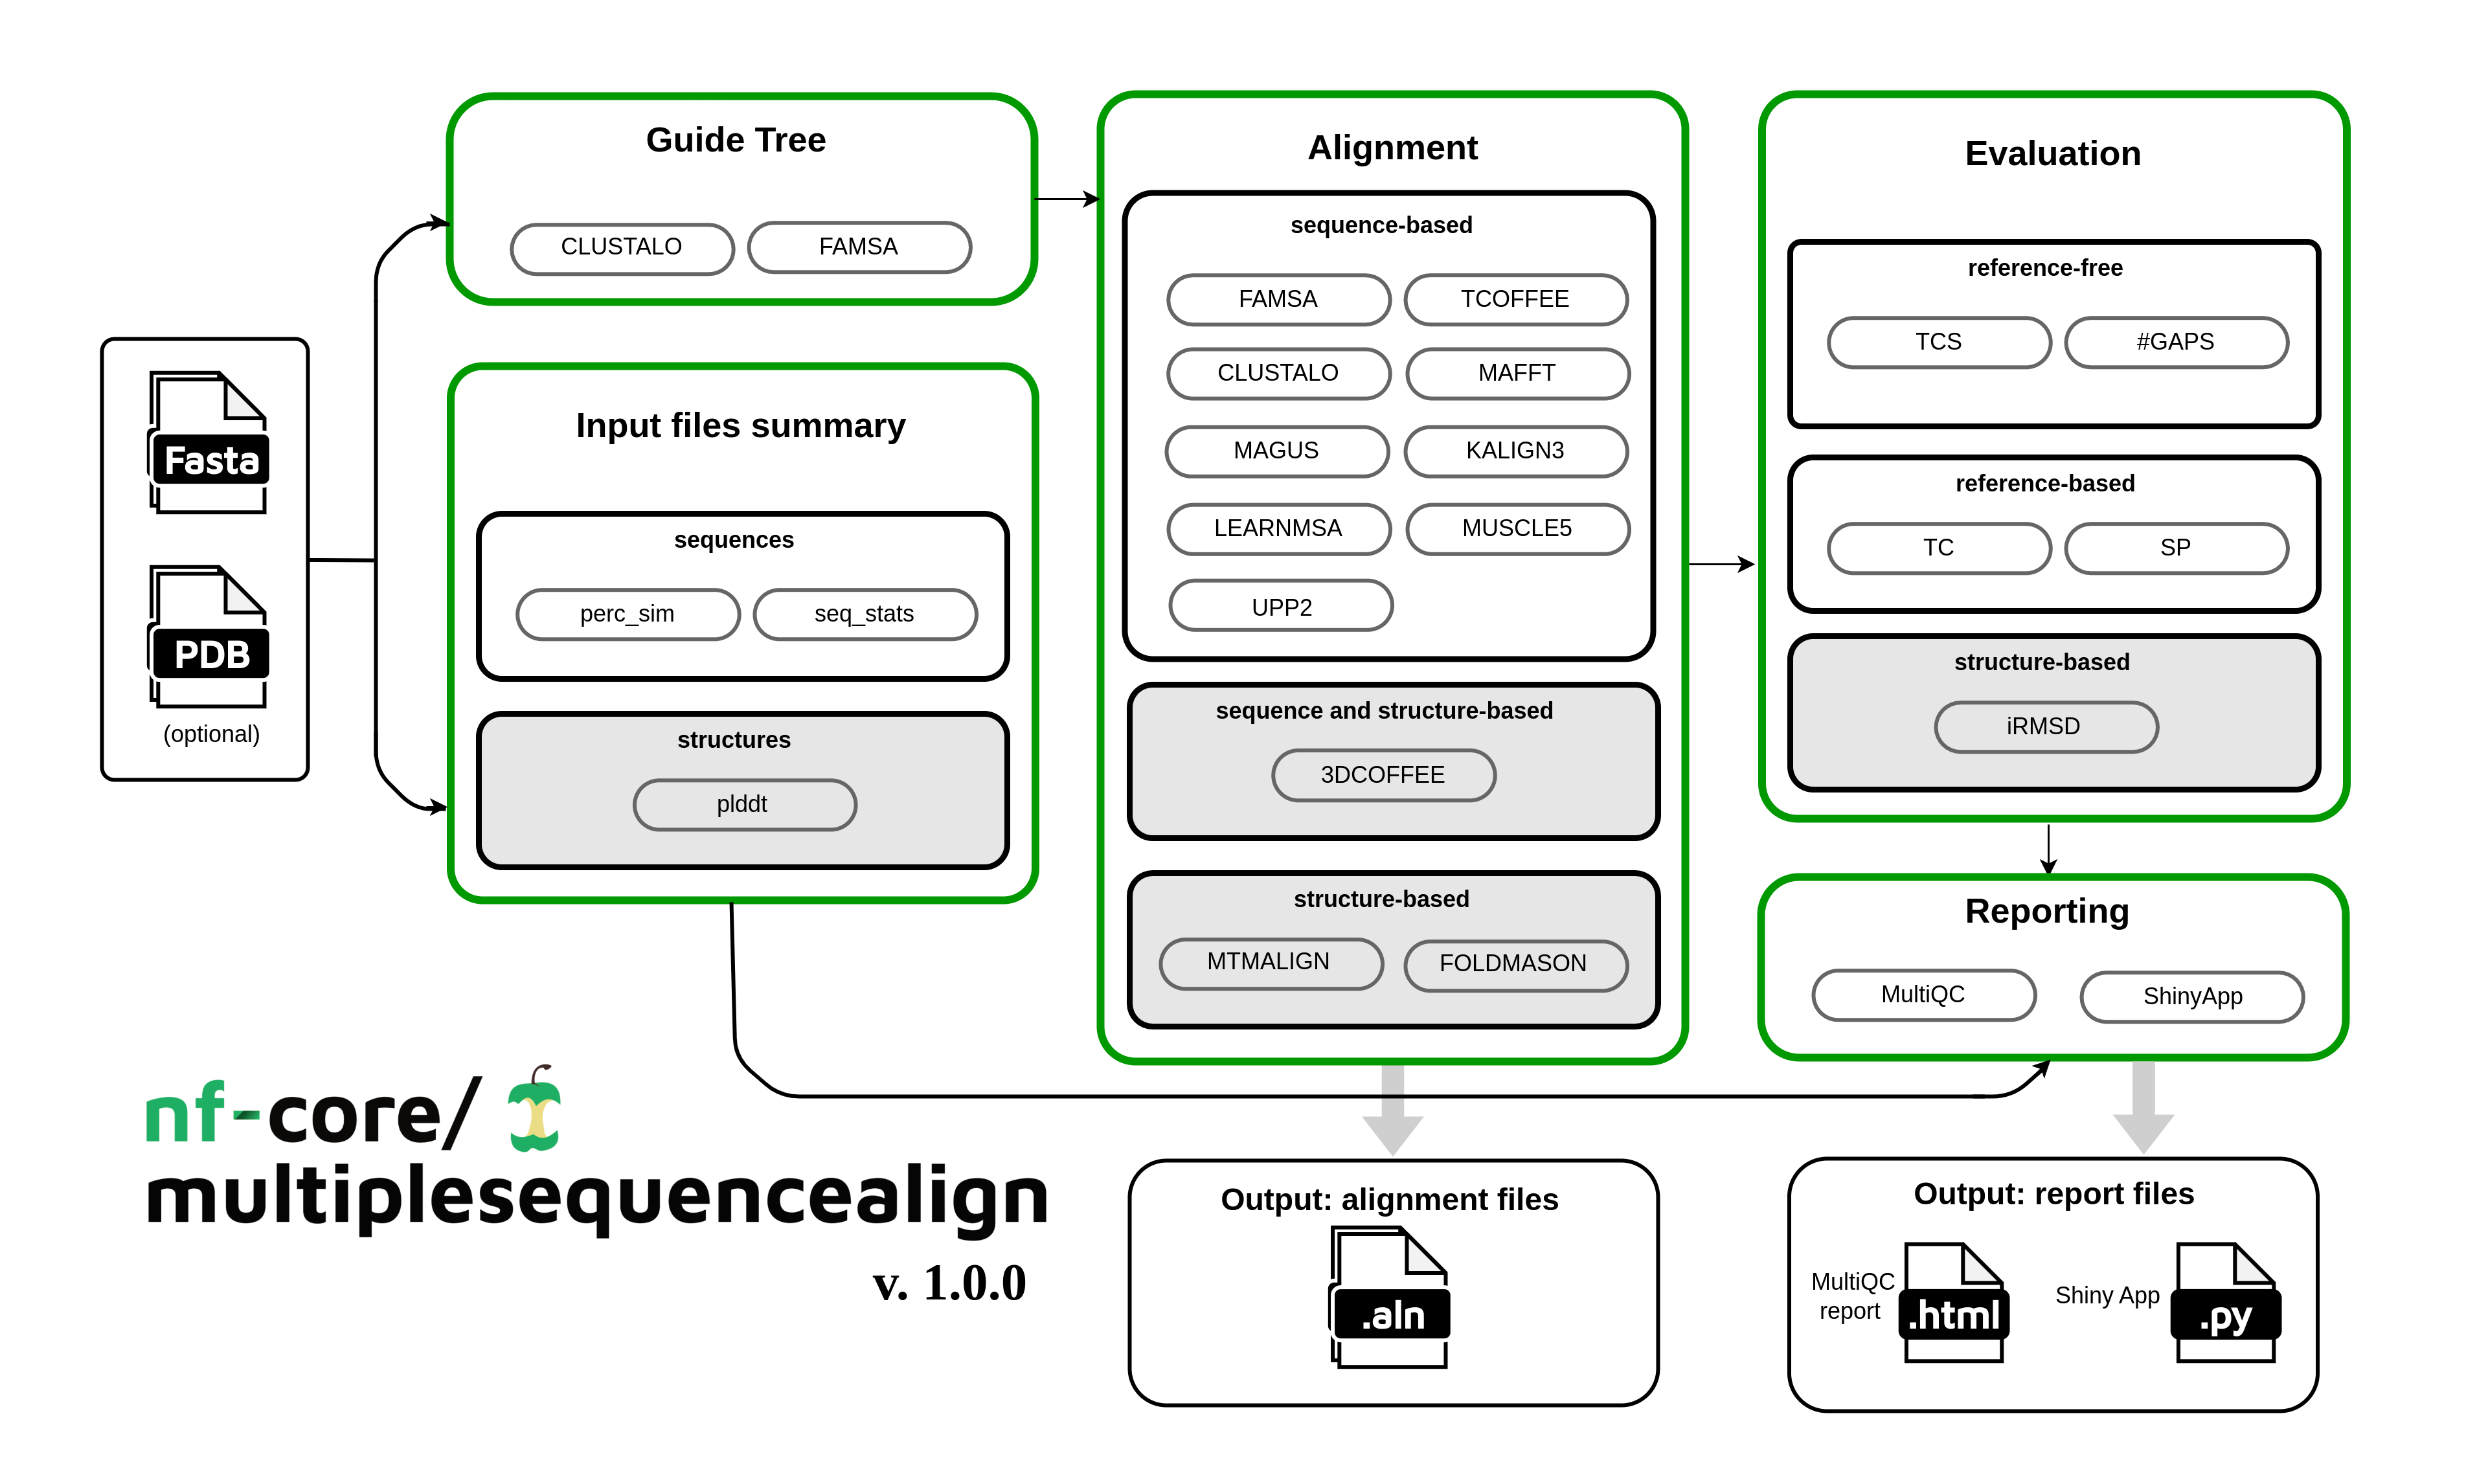 Fasta
PDB
(optional)
Guide Tree
CLUSTALO
FAMSA
Input files summary
sequences
perc_sim
seq_stats
structures
plddt
Alignment
sequence-based
FAMSA
TCOFFEE
CLUSTALO
MAFFT
MAGUS
KALIGN3
LEARNMSA
MUSCLE5
UPP2
sequence and structure-based
3DCOFFEE
structure-based
MTMALIGN
FOLDMASON
Evaluation
reference-free
TCS
#GAPS
reference-based
TC
SP
structure-based
iRMSD
Reporting
MultiQC
ShinyApp
nf-core/
multiplesequencealign
v. 1.0.0
Output: alignment files
.aln
Output: report files
MultiQC
report
.html
Shiny App
.py